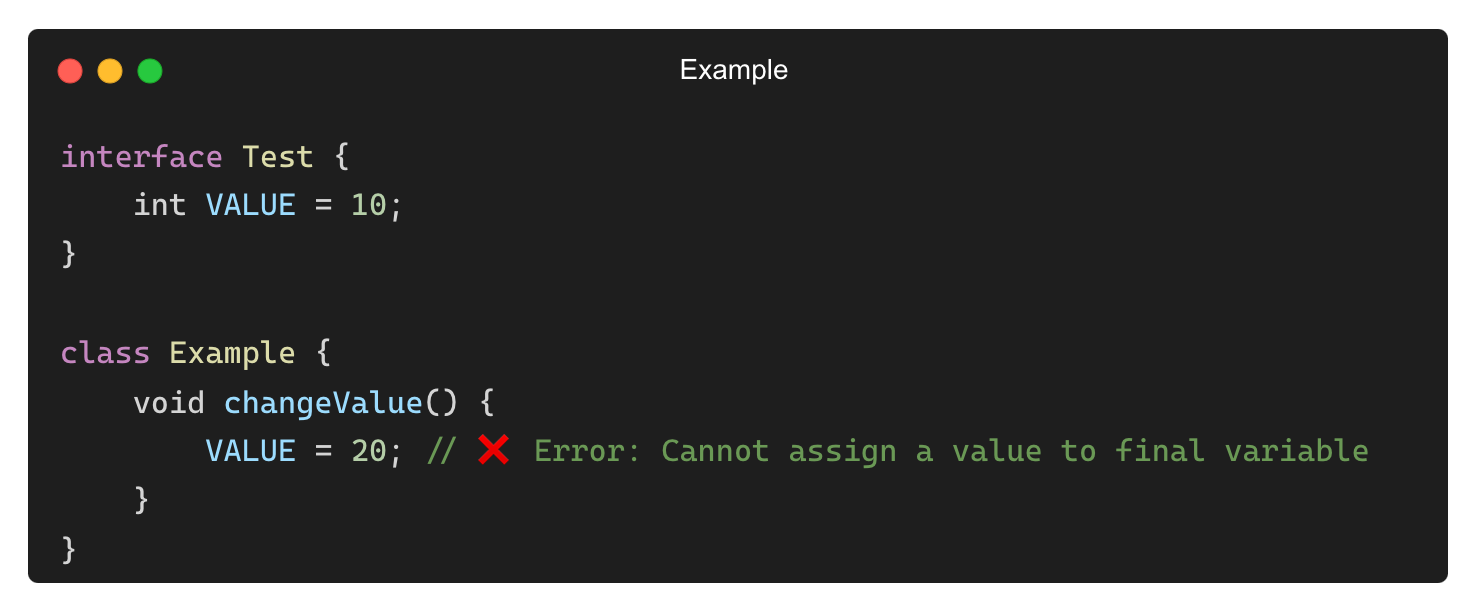 Example
interface Test {
    int VALUE = 10;
}
class Example {
    void changeValue() {
        VALUE = 20; // ❌ Error: Cannot assign a value to final variable
    }
}